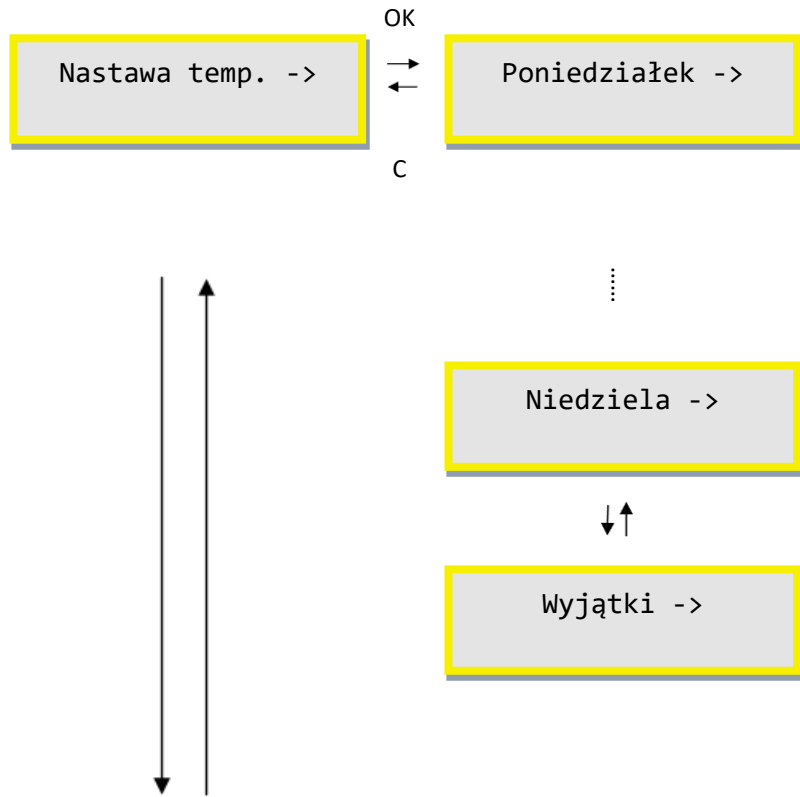 OK
Nastawa temp. ->
Poniedziałek ->
C
Niedziela ->
Wyjątki ->